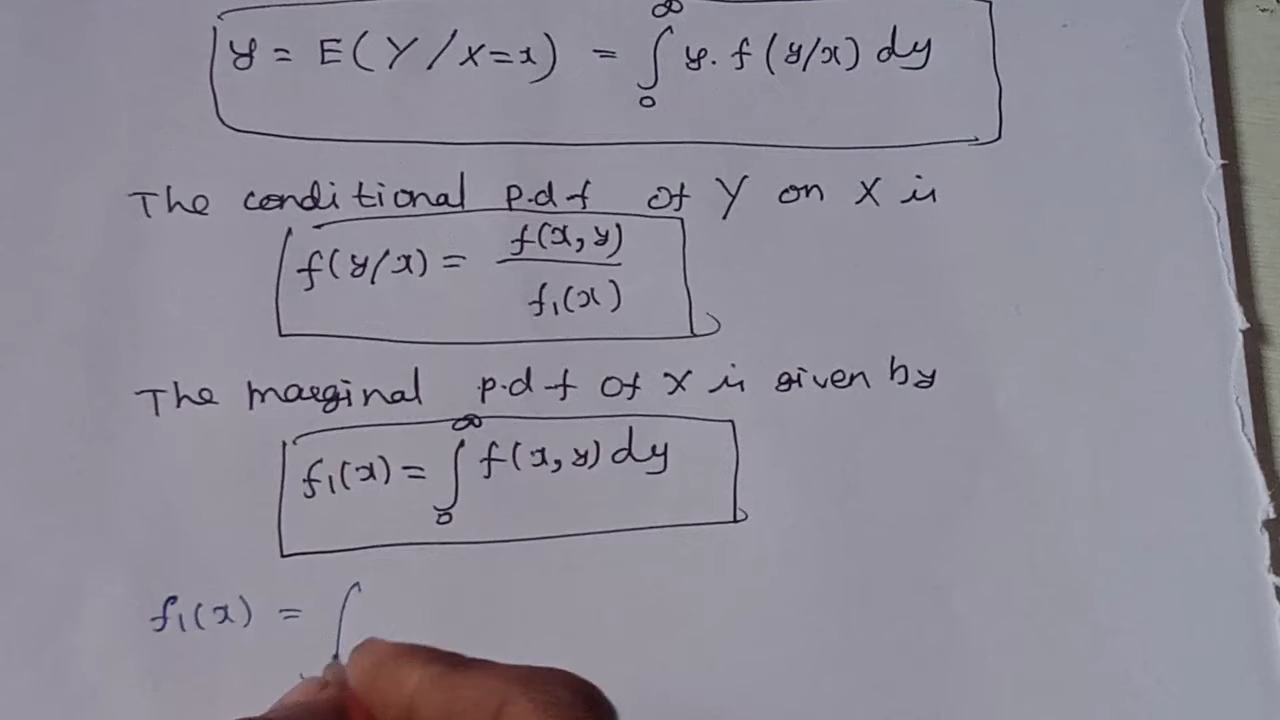 y = E(Y/X=x) = ∫₀^∞ y. f(y/x) dy
The conditional p.d.f of Y on X is
f(y/x) = f(x,y) / f₁(x)
The marginal p.d.f of X is given by
f₁(x) = ∫₀^∞ f(x,y) dy
f₁(x) = ∫